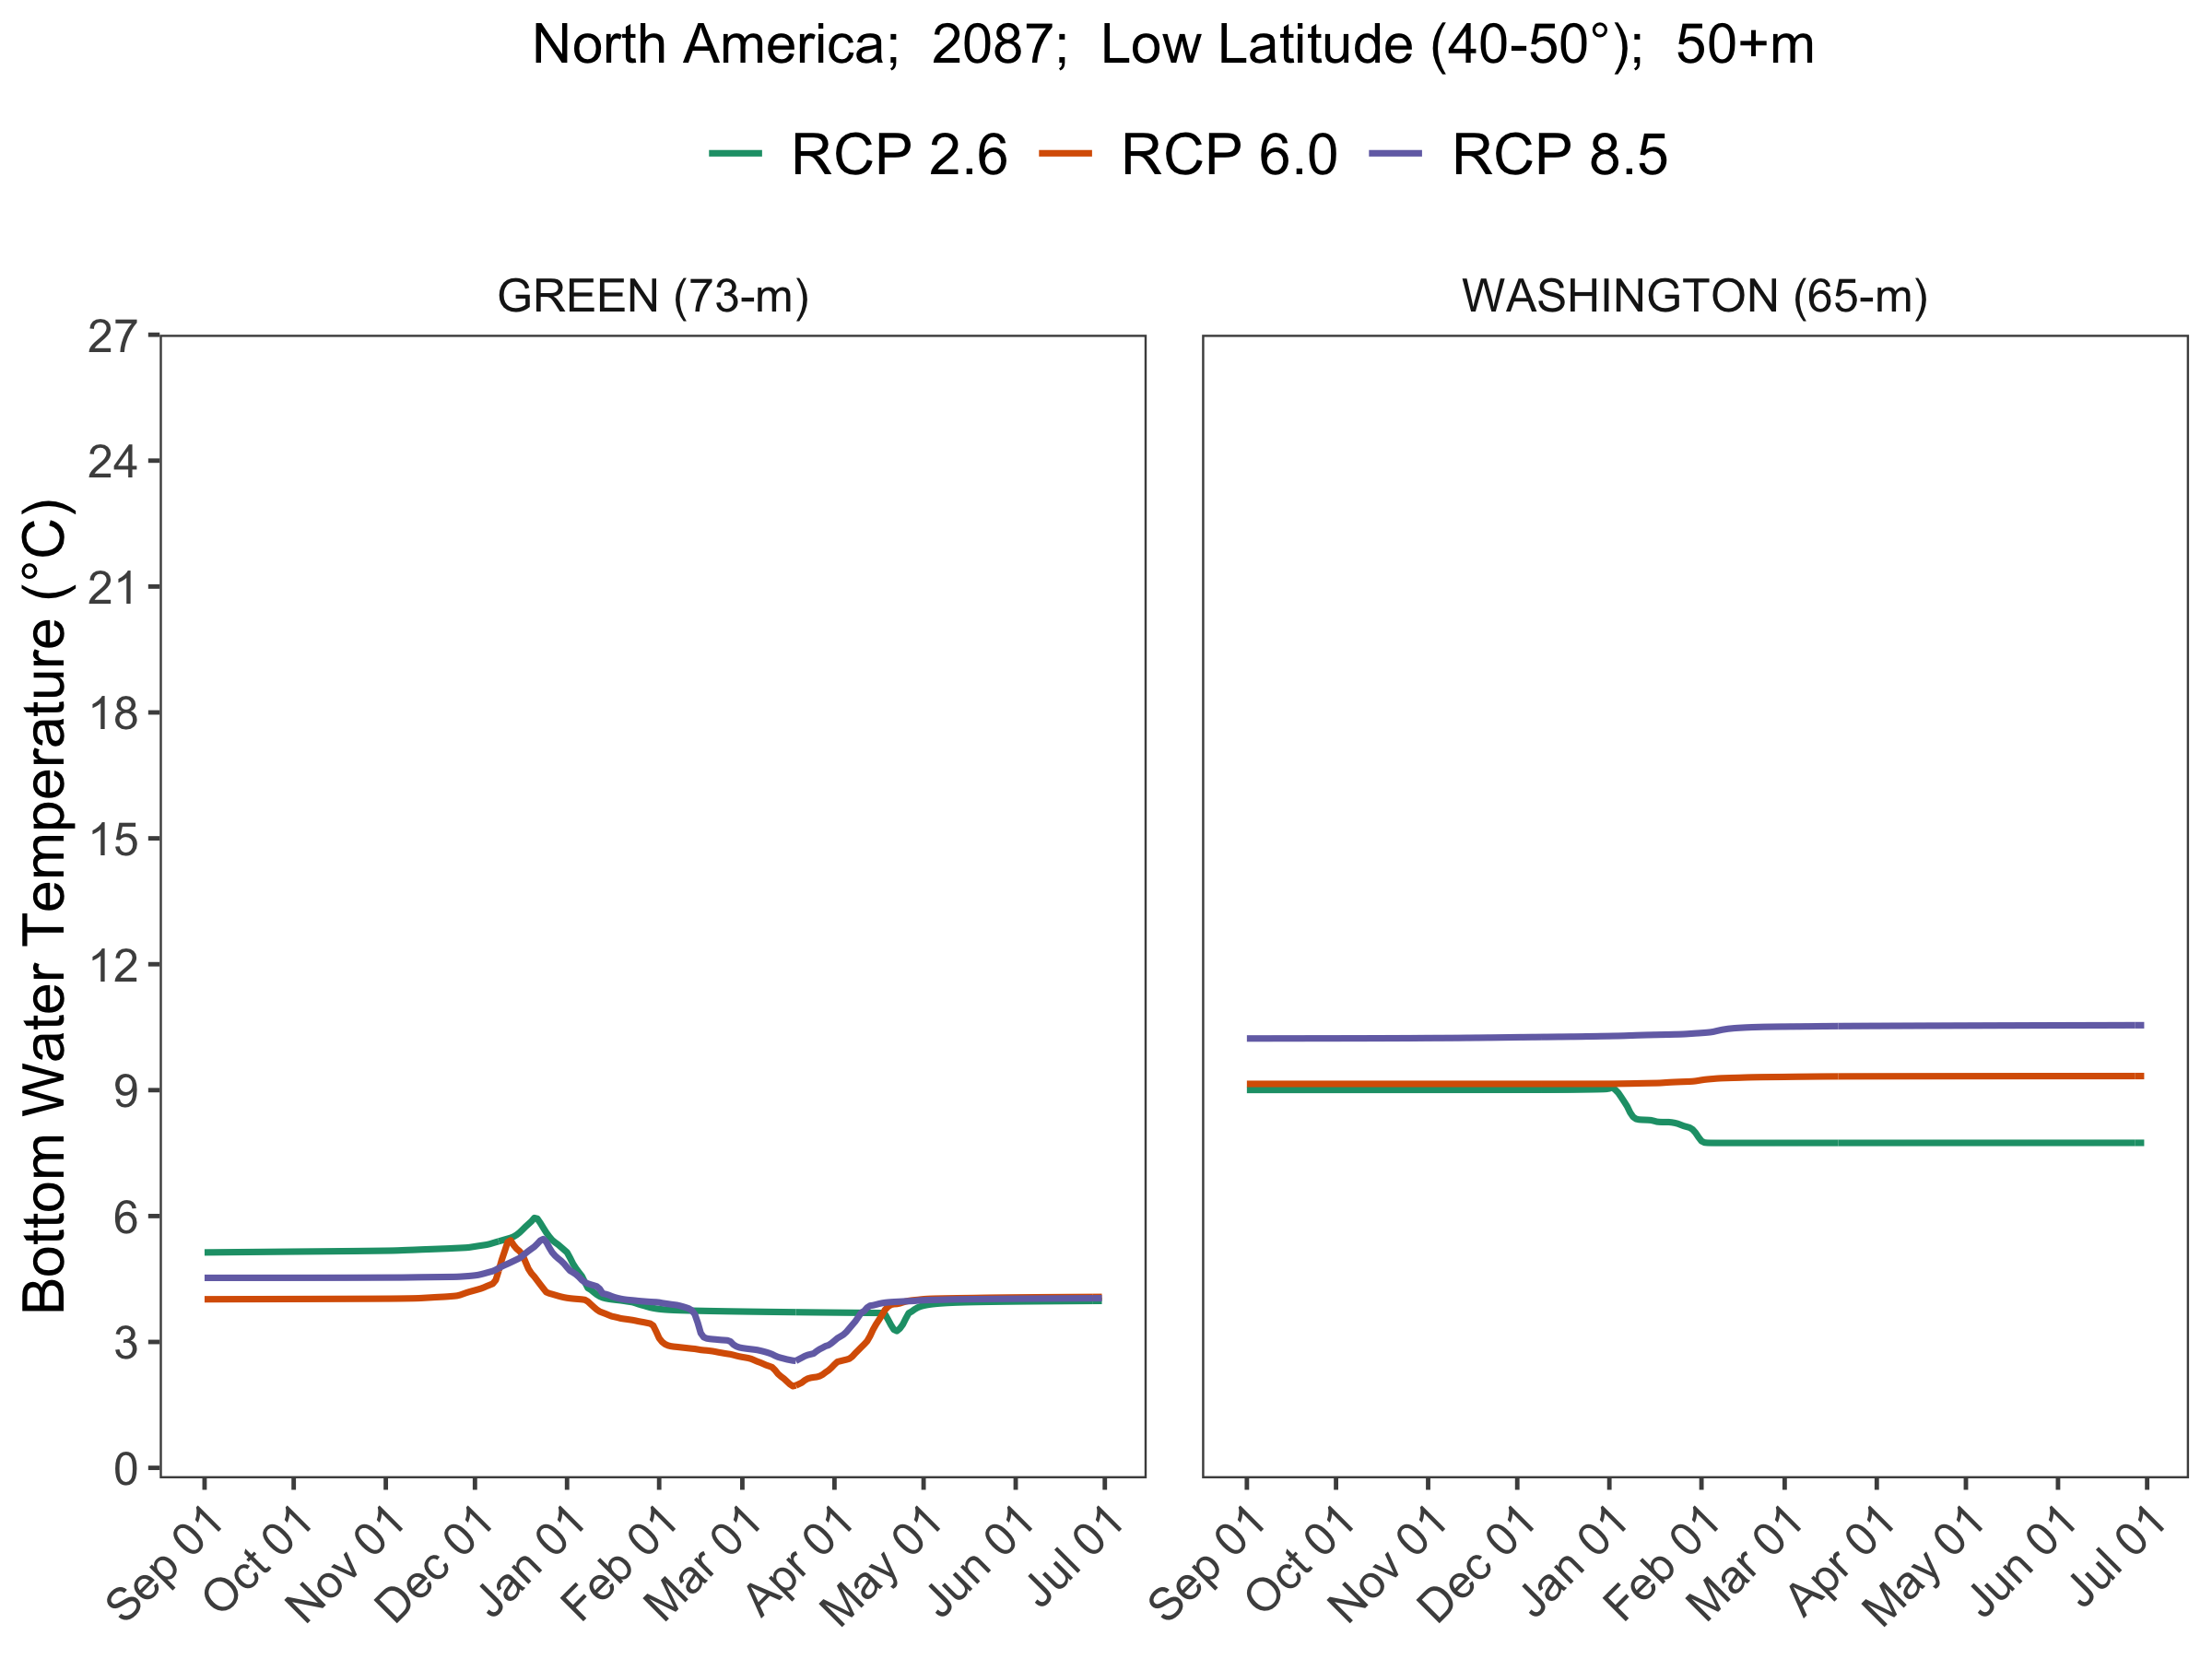 North America;  2087;  Low Latitude (40-50°);  50+m
RCP 2.6 RCP 6.0 RCP 8.5
GREEN (73-m) WASHINGTON (65-m)
Bottom Water Temperature (°C)
27
24
21
18
15
12
9
6
3
0
Sep 01 Oct 01 Nov 01 Dec 01 Jan 01 Feb 01 Mar 01 Apr 01 May 01 Jun 01 Jul 01 Sep 01 Oct 01 Nov 01 Dec 01 Jan 01 Feb 01 Mar 01 Apr 01 May 01 Jun 01 Jul 01